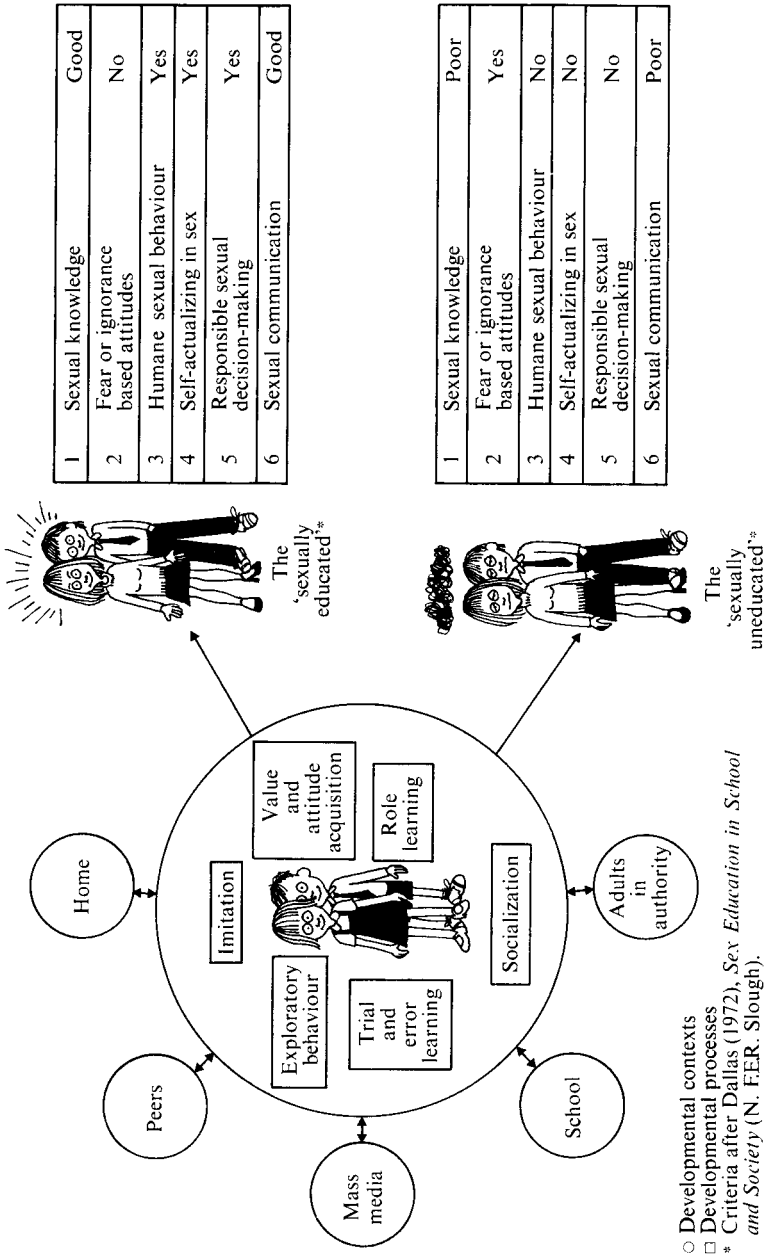 Home
Peers
Mass
media
School
Adults
in
authority
Imitation
Value
and
attitude
acquisition
Exploratory
behaviour
Role
learning
Trial
and
error
learning
Socialization
The
'sexually
educated'*
1 Sexual knowledge Good
2 Fear or ignorance No
based attitudes
3 Humane sexual behaviour Yes
4 Self-actualizing in sex Yes
5 Responsible sexual Yes
decision-making
6 Sexual communication Good
The
'sexually
uneducated'*
1 Sexual knowledge Poor
2 Fear or ignorance Yes
based attitudes
3 Humane sexual behaviour No
4 Self-actualizing in sex No
5 Responsible sexual No
decision-making
6 Sexual communication Poor
○ Developmental contexts
□ Developmental processes
* Criteria after Dallas (1972), Sex Education in School
and Society (N. F.E.R. Slough).